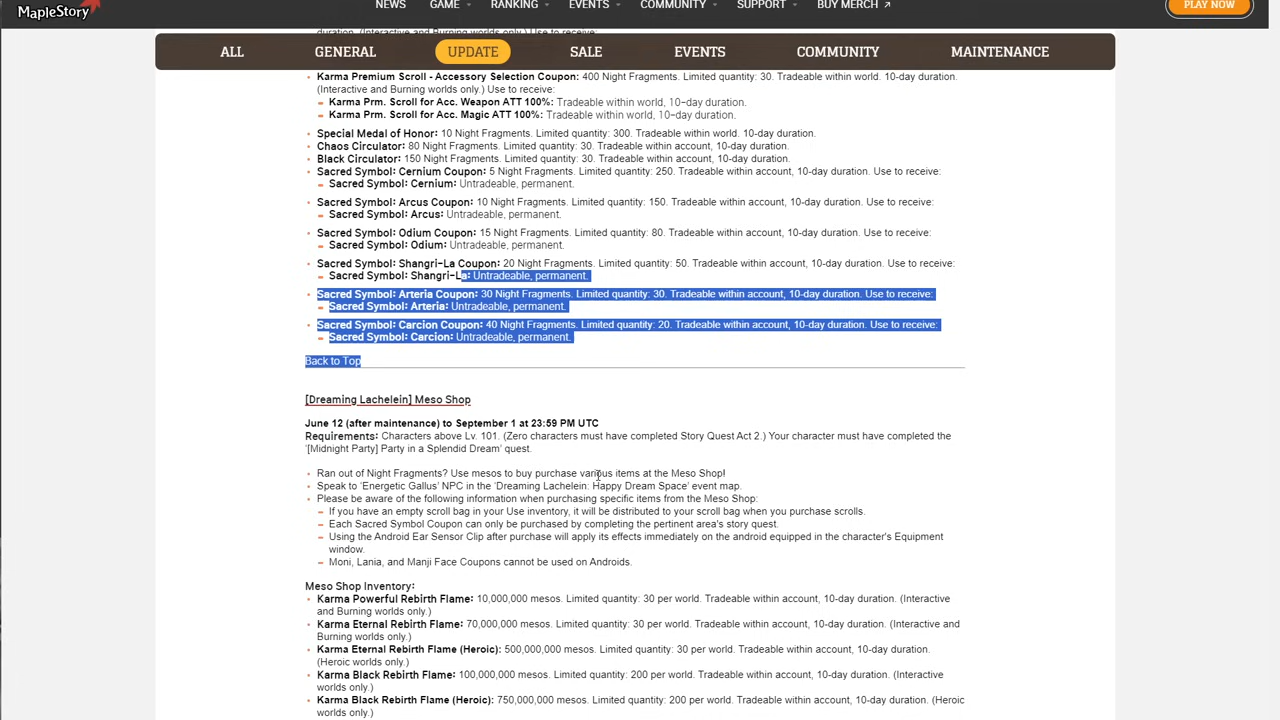 MapleStory
NEWS GAME RANKING EVENTS COMMUNITY SUPPORT BUY MERCH ↗ PLAY NOW
duration. (Interactive and Burning worlds only.) Use to receive:
ALL GENERAL UPDATE SALE EVENTS COMMUNITY MAINTENANCE
Karma Premium Scroll - Accessory Selection Coupon: 400 Night Fragments. Limited quantity: 30. Tradeable within world. 10-day duration.
(Interactive and Burning worlds only.) Use to receive:
Karma Prm. Scroll for Acc. Weapon ATT 100%: Tradeable within world, 10-day duration.
Karma Prm. Scroll for Acc. Magic ATT 100%: Tradeable within world, 10-day duration.
Special Medal of Honor: 10 Night Fragments. Limited quantity: 300. Tradeable within world. 10-day duration.
Chaos Circulator: 80 Night Fragments. Limited quantity: 30. Tradeable within account, 10-day duration.
Black Circulator: 150 Night Fragments. Limited quantity: 30. Tradeable within account, 10-day duration.
Sacred Symbol: Cernium Coupon: 5 Night Fragments. Limited quantity: 250. Tradeable within account, 10-day duration. Use to receive:
Sacred Symbol: Cernium: Untradeable, permanent.
Sacred Symbol: Arcus Coupon: 10 Night Fragments. Limited quantity: 150. Tradeable within account, 10-day duration. Use to receive:
Sacred Symbol: Arcus: Untradeable, permanent.
Sacred Symbol: Odium Coupon: 15 Night Fragments. Limited quantity: 80. Tradeable within account, 10-day duration. Use to receive:
Sacred Symbol: Odium: Untradeable, permanent.
Sacred Symbol: Shangri-La Coupon: 20 Night Fragments. Limited quantity: 50. Tradeable within account, 10-day duration. Use to receive:
Sacred Symbol: Shangri-La: Untradeable, permanent.
Sacred Symbol: Arteria Coupon: 30 Night Fragments. Limited quantity: 30. Tradeable within account, 10-day duration. Use to receive:
Sacred Symbol: Arteria: Untradeable, permanent.
Sacred Symbol: Carcion Coupon: 40 Night Fragments. Limited quantity: 20. Tradeable within account, 10-day duration. Use to receive:
Sacred Symbol: Carcion: Untradeable, permanent.
Back to Top
[Dreaming Lachelein] Meso Shop
June 12 (after maintenance) to September 1 at 23:59 PM UTC
Requirements: Characters above Lv. 101. (Zero characters must have completed Story Quest Act 2.) Your character must have completed the
'[Midnight Party] Party in a Splendid Dream' quest.
Ran out of Night Fragments? Use mesos to buy purchase various items at the Meso Shop!
Speak to 'Energetic Gallus' NPC in the 'Dreaming Lachelein: Happy Dream Space' event map.
Please be aware of the following information when purchasing specific items from the Meso Shop:
If you have an empty scroll bag in your Use inventory, it will be distributed to your scroll bag when you purchase scrolls.
Each Sacred Symbol Coupon can only be purchased by completing the pertinent area's story quest.
Using the Android Ear Sensor Clip after purchase will apply its effects immediately on the android equipped in the character's Equipment
window.
Moni, Lania, and Manji Face Coupons cannot be used on Androids.
Meso Shop Inventory:
Karma Powerful Rebirth Flame: 10,000,000 mesos. Limited quantity: 30 per world. Tradeable within account, 10-day duration. (Interactive
and Burning worlds only.)
Karma Eternal Rebirth Flame: 70,000,000 mesos. Limited quantity: 30 per world. Tradeable within account, 10-day duration. (Interactive and
Burning worlds only.)
Karma Eternal Rebirth Flame (Heroic): 500,000,000 mesos. Limited quantity: 30 per world. Tradeable within account, 10-day duration.
(Heroic worlds only.)
Karma Black Rebirth Flame: 100,000,000 mesos. Limited quantity: 200 per world. Tradeable within account, 10-day duration. (Interactive
worlds only.)
Karma Black Rebirth Flame (Heroic): 750,000,000 mesos. Limited quantity: 200 per world. Tradeable within account, 10-day duration. (Heroic
worlds only.)